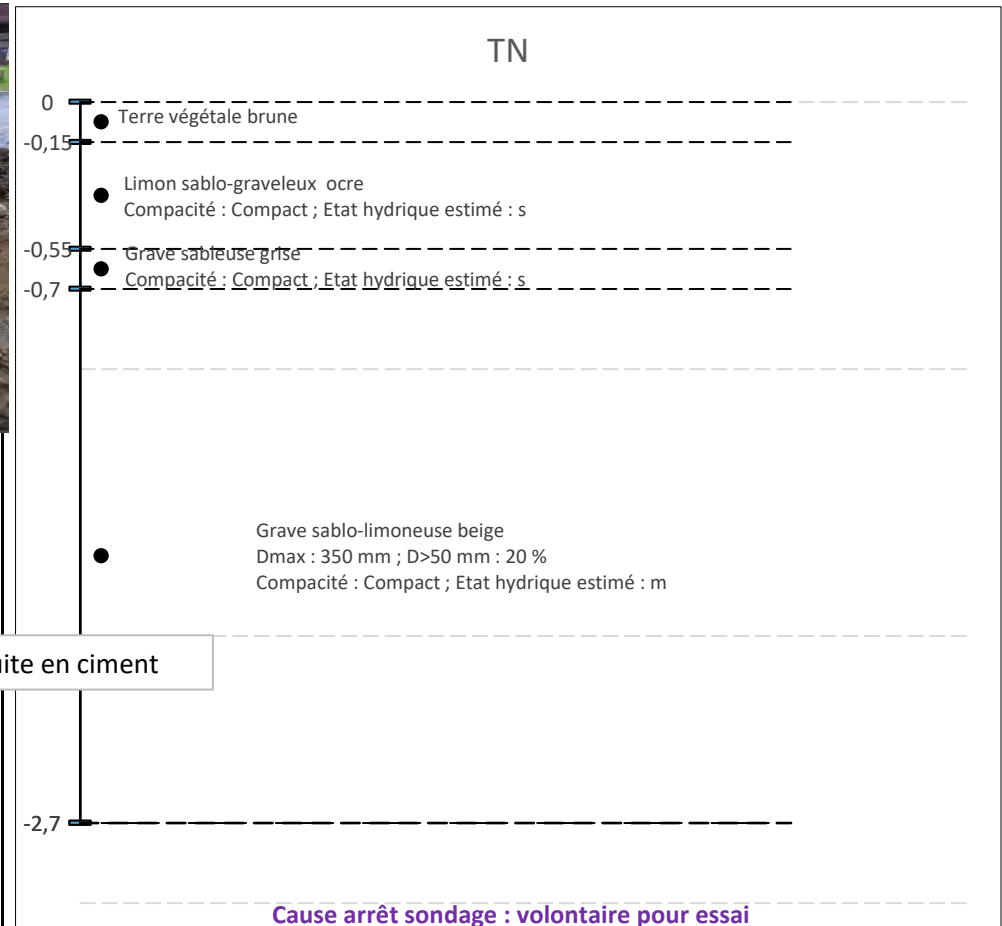 TN
0
Terre végétale brune
-0,15
Limon sablo-graveleux ocre
Compacité : Compact ; Etat hydrique estimé : s
-0,55
Grave sableuse grise
Compacité : Compact ; Etat hydrique estimé : s
-0,7
Grave sablo-limoneuse beige
Dmax : 350 mm ; D>50 mm : 20 %
Compacité : Compact ; Etat hydrique estimé : m
en ciment
-2,7
Cause arrêt sondage : volontaire pour essai